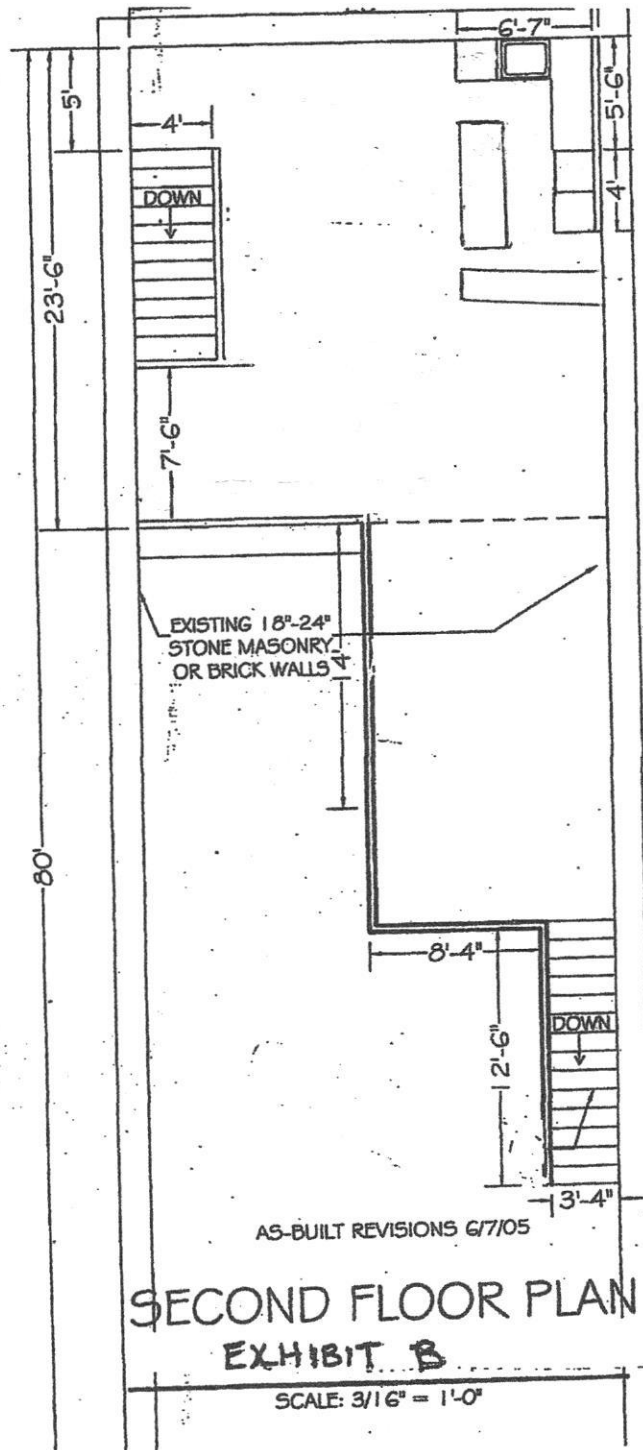 6'-7"
5'
4'
5'-6"
DOWN
4'
23'-6"
7'-6"
EXISTING 18"-24"
STONE MASONRY
OR BRICK WALLS
14'
80'
8'-4"
12'-6"
DOWN
3'-4"
AS-BUILT REVISIONS 6/7/05
SECOND FLOOR PLAN
EXHIBIT B
SCALE: 3/16" = 1'-0"